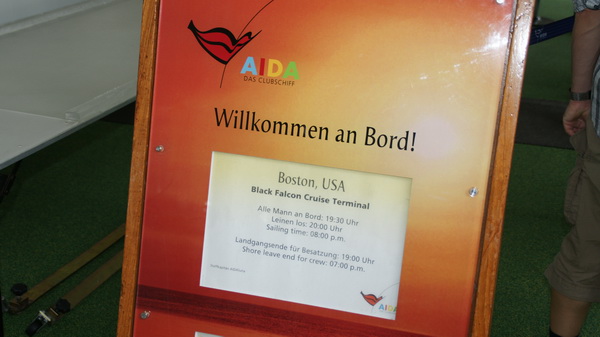 AIDA
DAS CLUBSCHIFF
Willkommen an Bord!
Boston, USA
Black Falcon Cruise Terminal
Alle Mann an Bord: 19:30 Uhr
Leinen los: 20:00 Uhr
Sailing time: 08:00 p.m.
Landgangsende für Besatzung: 19:00 Uhr
Shore leave end for crew: 07:00 p.m.
AIDA